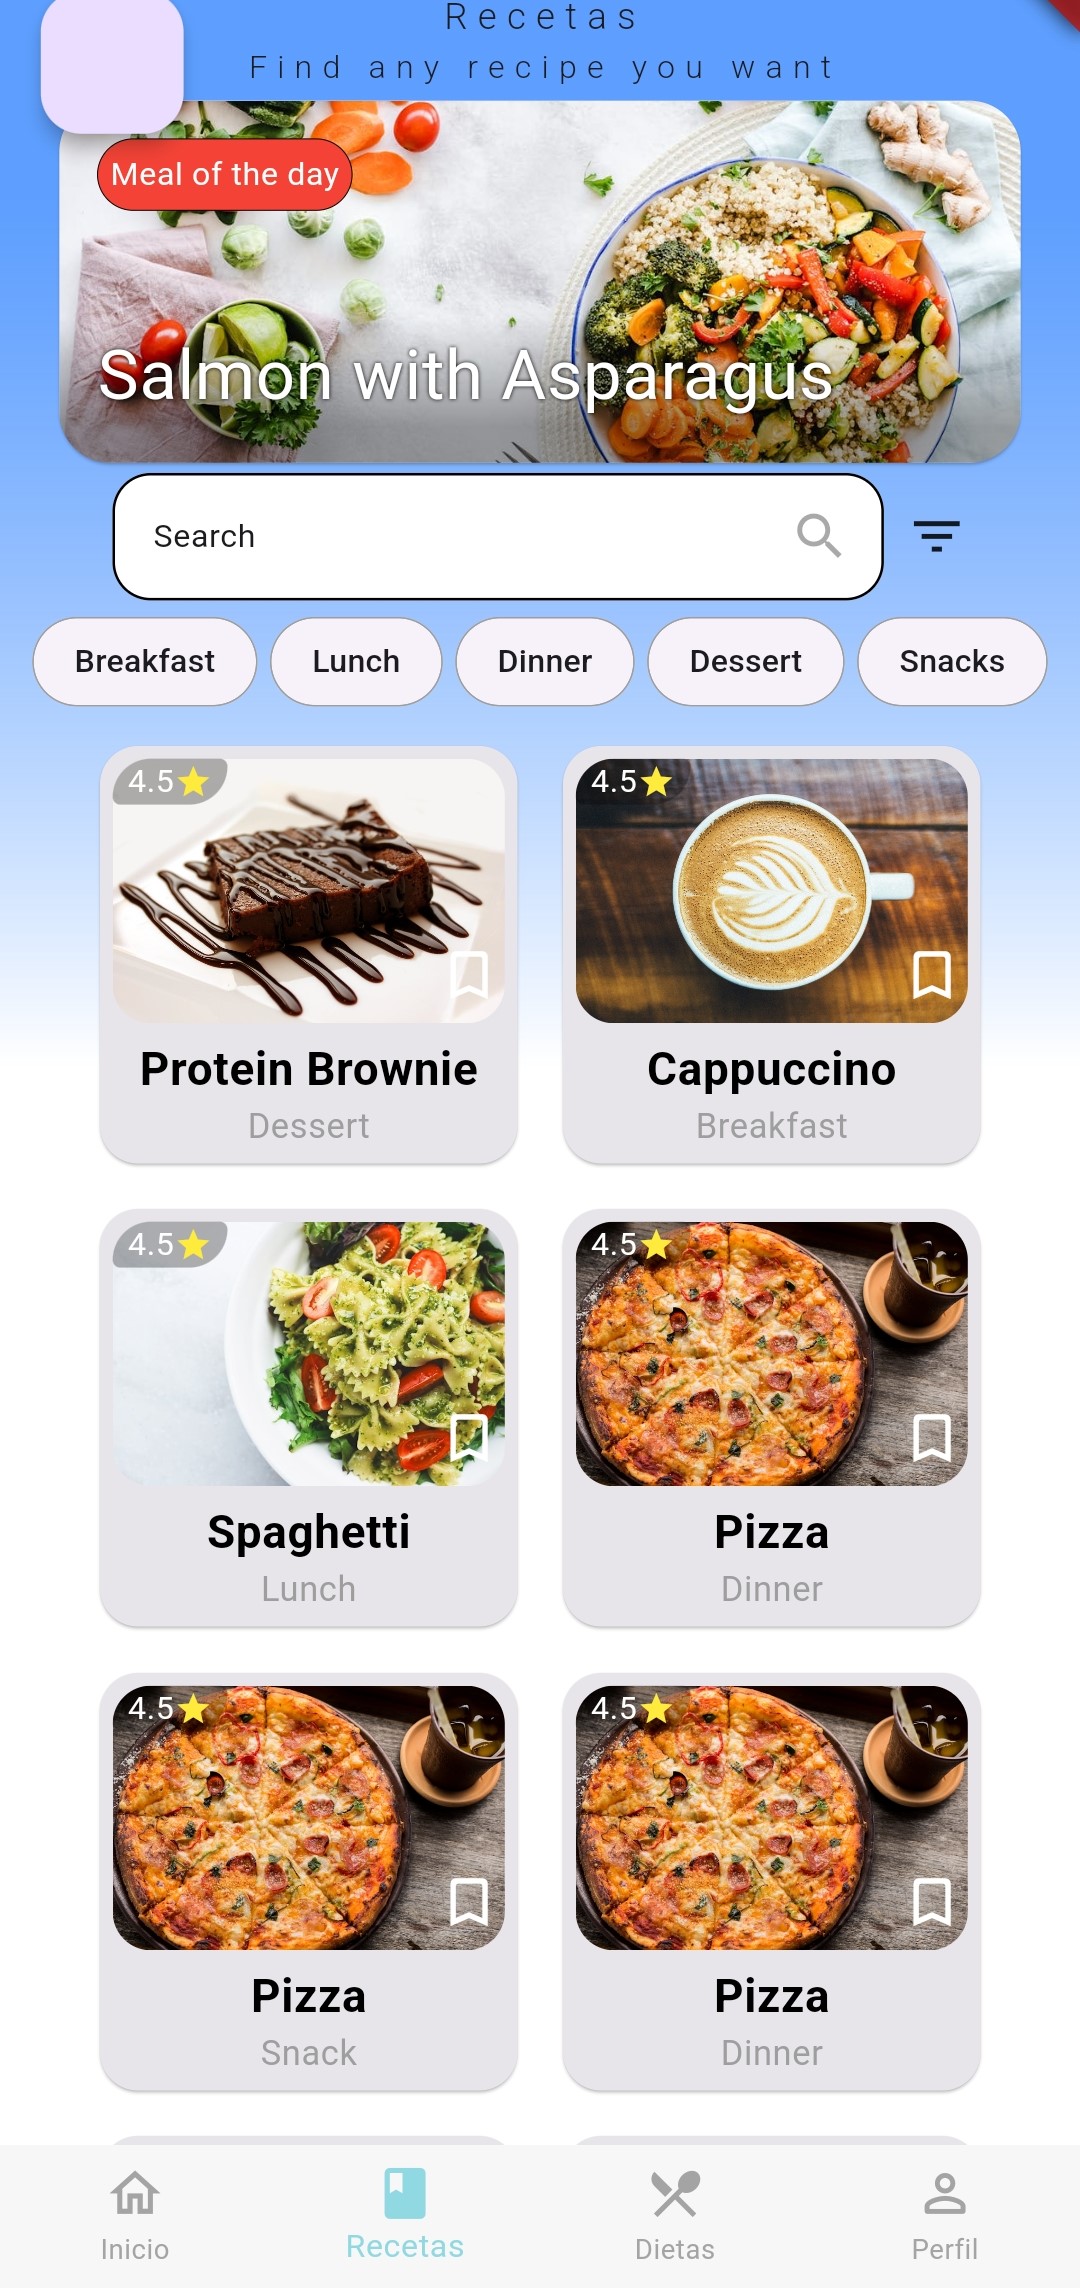 Recetas
Find any recipe you want
Meal of the day
Salmon with Asparagus
Search
Breakfast
Lunch
Dinner
Dessert
Snacks
4.5
4.5
Protein Brownie
Cappuccino
Dessert
Breakfast
4.5
4.5
Spaghetti
Pizza
Lunch
Dinner
4.5
4.5
Pizza
Pizza
Snack
Dinner
Inicio
Recetas
Dietas
Perfil